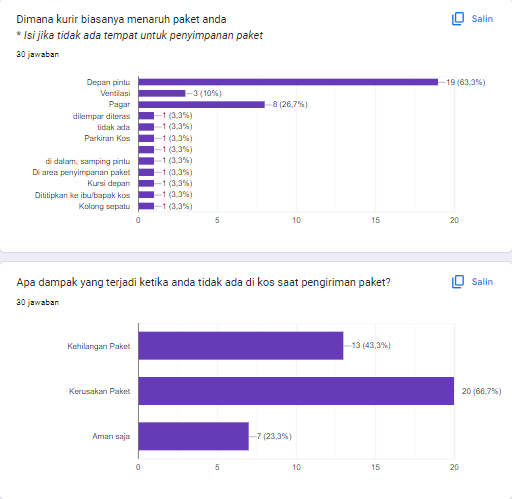 Dimana kurir biasanya menaruh paket anda
Salin
* Isi jika tidak ada tempat untuk penyimpanan paket
30 jawaban
Depan pintu 19 (63,3%)
Ventilasi 3 (10%)
Pagar 8 (26,7%)
dilempar diteras 1 (3,3%)
tidak ada 1 (3,3%)
Parkiran Kos 1 (3,3%)
1 (3,3%)
di dalam, samping pintu 1 (3,3%)
Di area penyimpanan paket 1 (3,3%)
Kursi depan 1 (3,3%)
Dititipkan ke ibu/bapak kos 1 (3,3%)
Kolong sepatu 1 (3,3%)
0 5 10 15 20
Apa dampak yang terjadi ketika anda tidak ada di kos saat pengiriman paket?
Salin
30 jawaban
Kehilangan Paket 13 (43,3%)
Kerusakan Paket 20 (66,7%)
Aman saja 7 (23,3%)
0 5 10 15 20